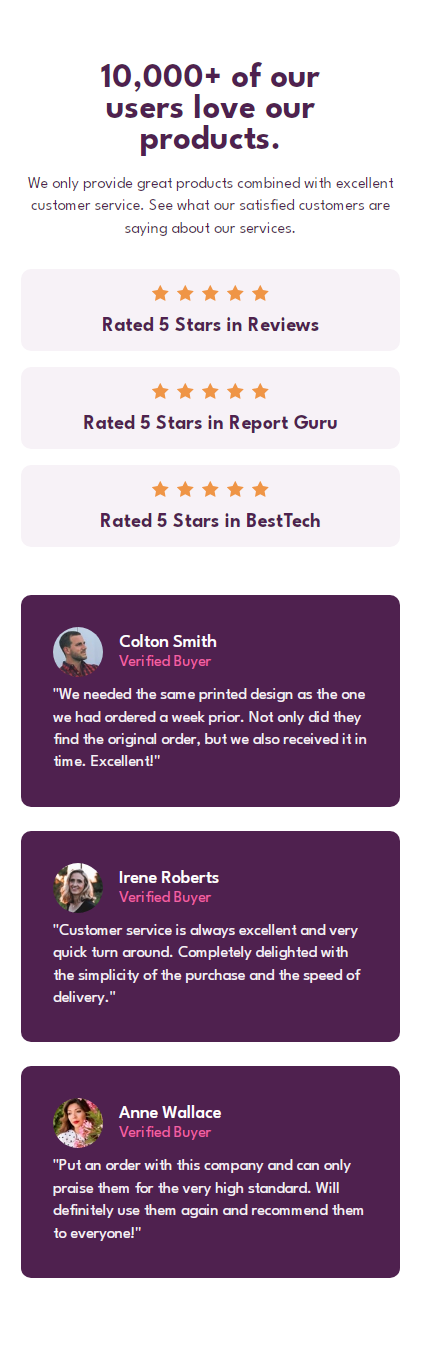 10,000+ of our
users love our
products.
We only provide great products combined with excellent
customer service. See what our satisfied customers are
saying about our services.
Rated 5 Stars in Reviews
Rated 5 Stars in Report Guru
Rated 5 Stars in BestTech
Colton Smith
Verified Buyer
"We needed the same printed design as the one
we had ordered a week prior. Not only did they
find the original order, but we also received it in
time. Excellent!"
Irene Roberts
Verified Buyer
"Customer service is always excellent and very
quick turn around. Completely delighted with
the simplicity of the purchase and the speed of
delivery."
Anne Wallace
Verified Buyer
"Put an order with this company and can only
praise them for the very high standard. Will
definitely use them again and recommend them
to everyone!"